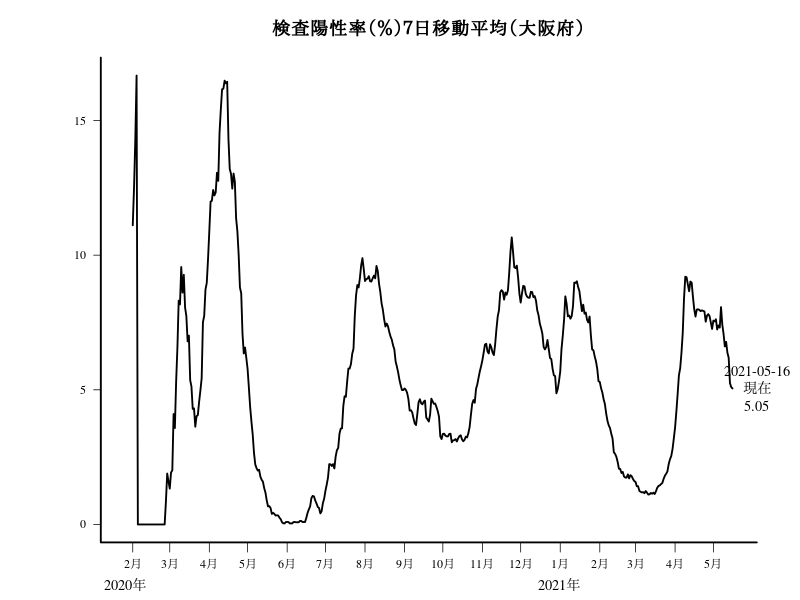 検査陽性率(%)7日移動平均(大阪府)
15
10
5
0
2021-05-16
現在
5.05
2月 3月 4月 5月 6月 7月 8月 9月 10月 11月 12月 1月 2月 3月 4月 5月
2020年 2021年